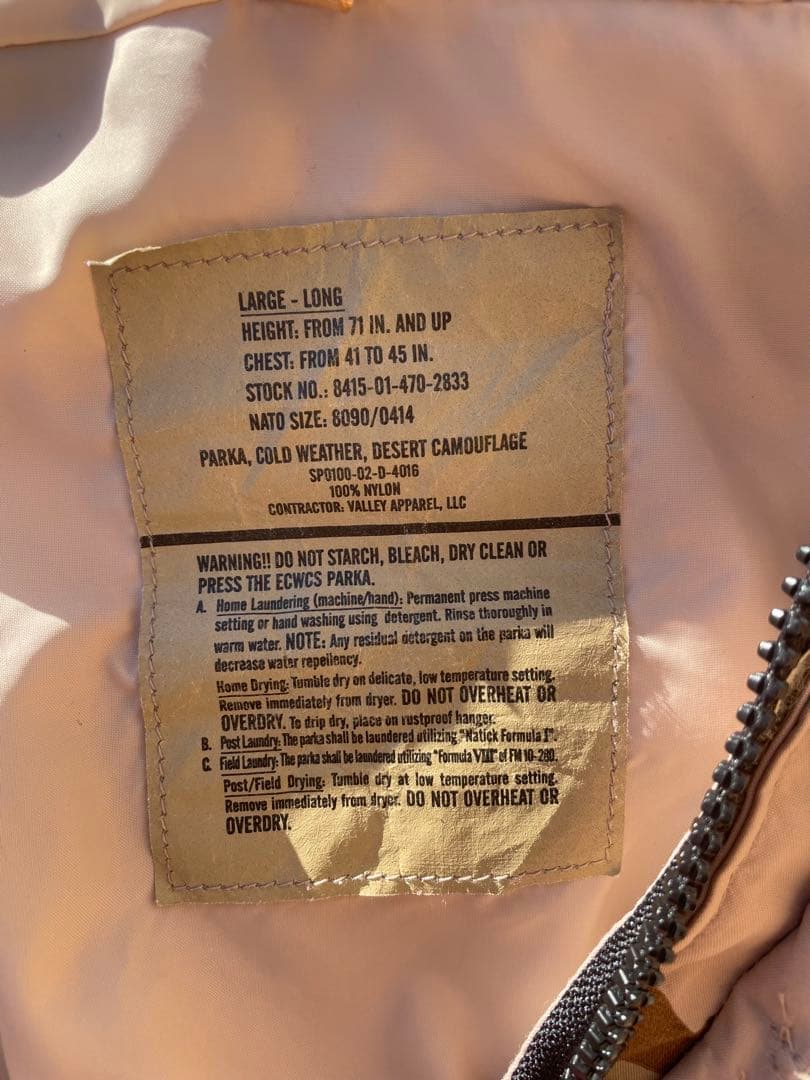 LARGE - LONG
HEIGHT: FROM 71 IN. AND UP
CHEST: FROM 41 TO 45 IN.
STOCK NO.: 8415-01-470-2833
NATO SIZE: 8090/0414
PARKA, COLD WEATHER, DESERT CAMOUFLAGE
SP0100-02-D-4016
100% NYLON
CONTRACTOR: VALLEY APPAREL, LLC
WARNING!! DO NOT STARCH, BLEACH, DRY CLEAN OR
PRESS THE ECWCS PARKA.
A. Home Laundering (machine/hand): Permanent press machine
setting or hand washing using detergent. Rinse thoroughly in
warm water. NOTE: Any residual detergent on the parka will
decrease water repellency.
Home Drying: Tumble dry on delicate, low temperature setting.
Remove immediately from dryer. DO NOT OVERHEAT OR
OVERDRY. To drip dry, place on rustproof hanger.
B. Post Laundry: The parka shall be laundered utilizing "Natick Formula I".
C. Field Laundry: The parka shall be laundered utilizing "Formula VIII" of FM 10-280.
Post/Field Drying: Tumble dry at low temperature setting.
Remove immediately from dryer. DO NOT OVERHEAT OR
OVERDRY.